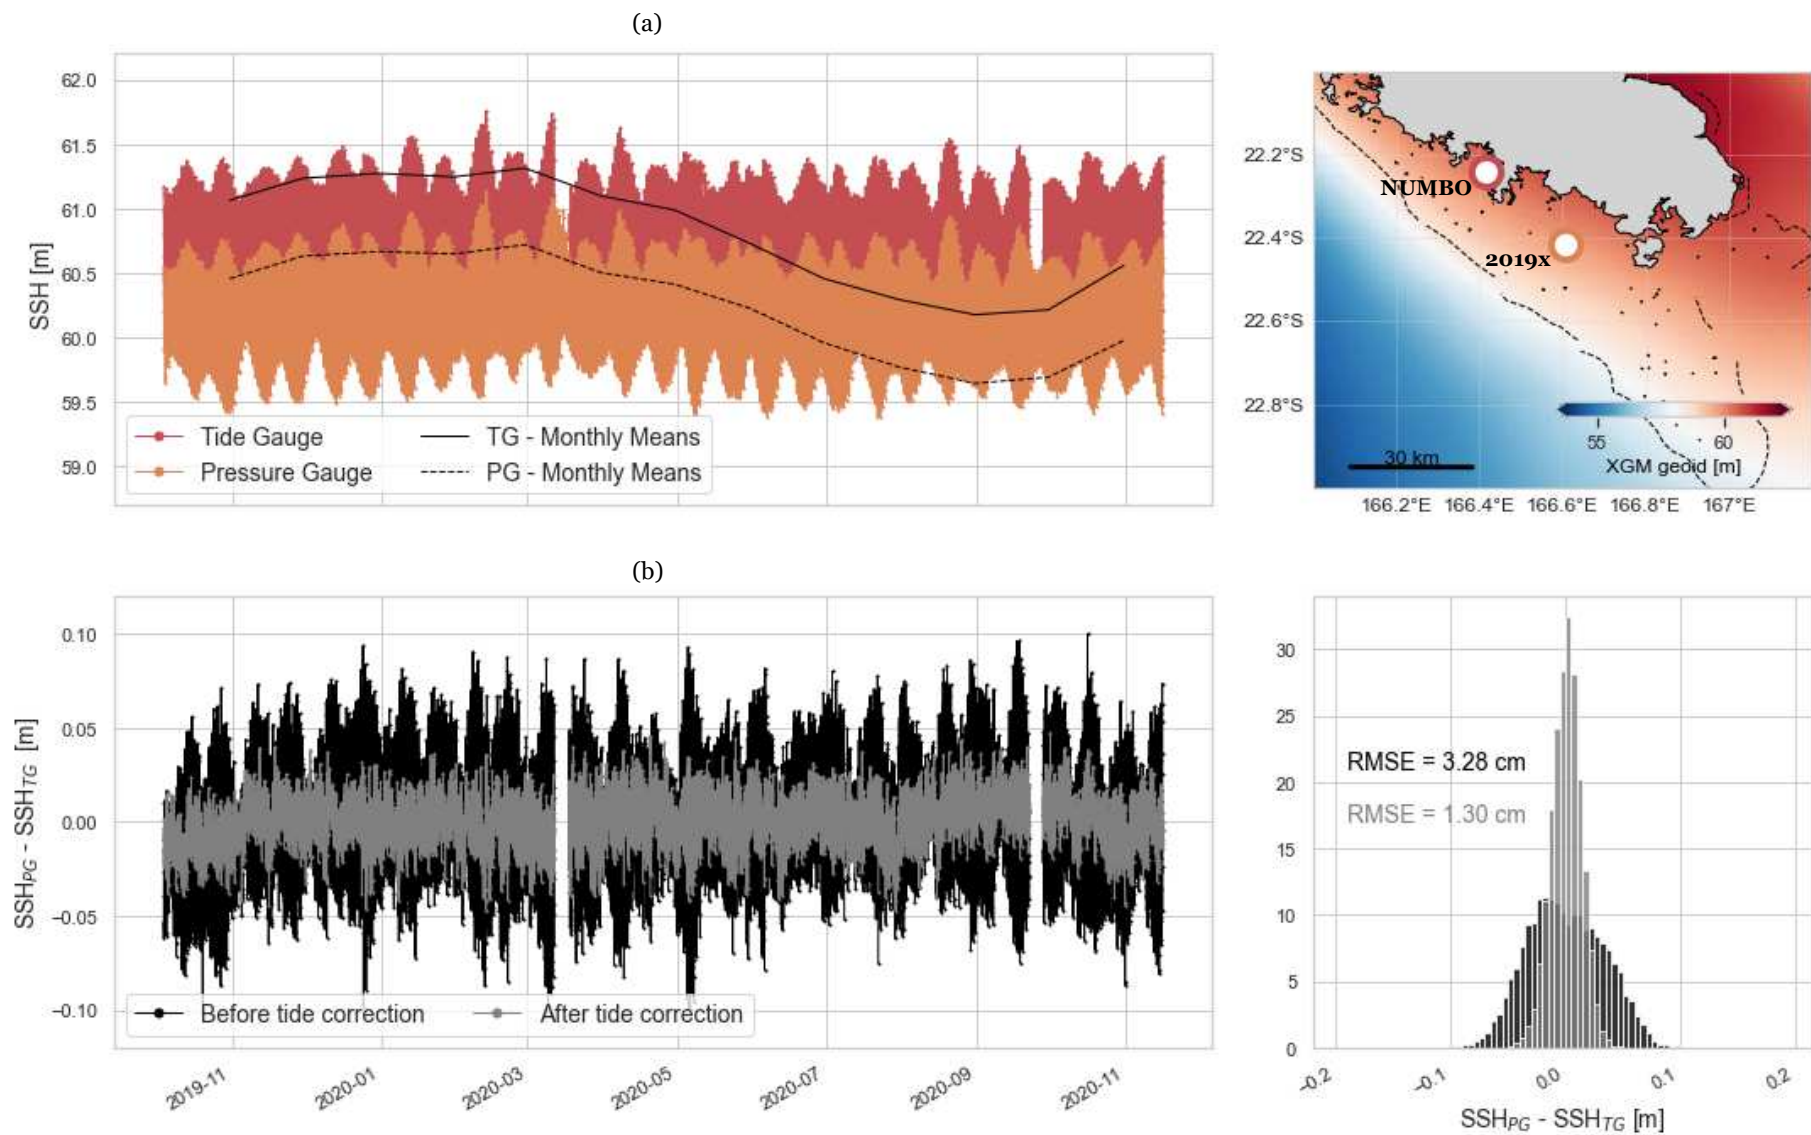 (a)
62.0
61.5
61.0
60.5
60.0
59.5
59.0
SSH [m]
Tide Gauge
Pressure Gauge
TG - Monthly Means
PG - Monthly Means
22.2°S
22.4°S
22.6°S
22.8°S
NUMBO
2019x
55
60
XGM geoid [m]
30 km
166.2°E 166.4°E 166.6°E 166.8°E 167°E
(b)
0.10
0.05
0.00
−0.05
−0.10
SSH_PG - SSH_TG [m]
Before tide correction
After tide correction
2019-11
2020-01
2020-03
2020-05
2020-07
2020-09
2020-11
30
25
20
15
10
5
0
RMSE = 3.28 cm
RMSE = 1.30 cm
−0.2
−0.1
0.0
0.1
0.2
SSH_PG - SSH_TG [m]